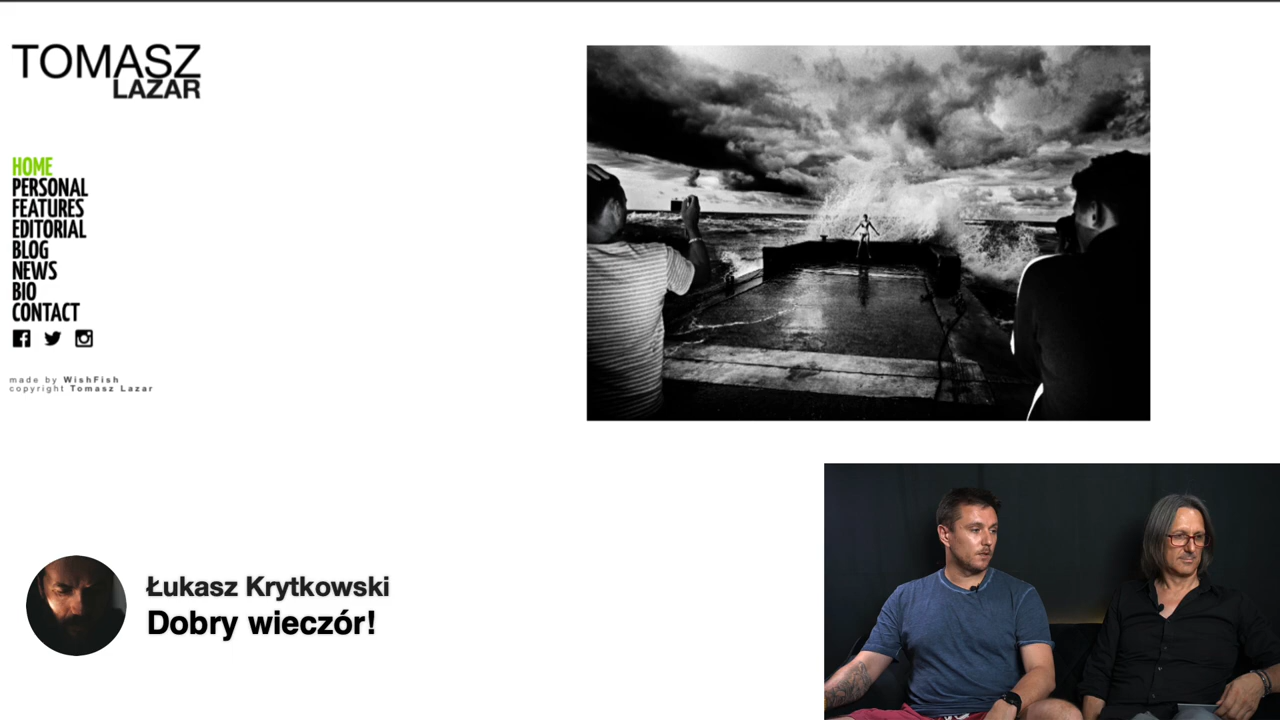 TOMASZ
LAZAR
HOME
PERSONAL
FEATURES
EDITORIAL
BLOG
NEWS
BIO
CONTACT
made by WishFish
copyright Tomasz Lazar
Łukasz Krytkowski
Dobry wieczór!